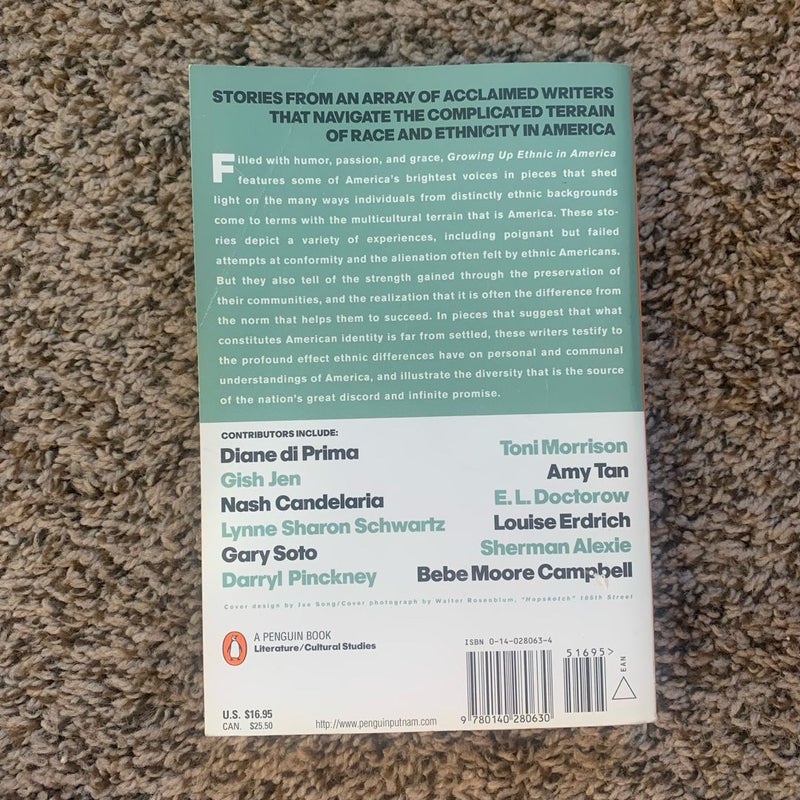 STORIES FROM AN ARRAY OF ACCLAIMED WRITERS
THAT NAVIGATE THE COMPLICATED TERRAIN
OF RACE AND ETHNICITY IN AMERICA
Filled with humor, passion, and grace, Growing Up Ethnic in America
features some of America's brightest voices in pieces that shed
light on the many ways individuals from distinctly ethnic backgrounds
come to terms with the multicultural terrain that is America. These sto-
ries depict a variety of experiences, including poignant but failed
attempts at conformity and the alienation often felt by ethnic Americans.
But they also tell of the strength gained through the preservation of
their communities, and the realization that it is often the difference from
the norm that helps them to succeed. In pieces that suggest that what
constitutes American identity is far from settled, these writers testify to
the profound effect ethnic differences have on personal and communal
understandings of America, and illustrate the diversity that is the source
of the nation's great discord and infinite promise.
CONTRIBUTORS INCLUDE:
Diane di Prima
Gish Jen
Nash Candelaria
Lynne Sharon Schwartz
Gary Soto
Darryl Pinckney
Toni Morrison
Amy Tan
E. L. Doctorow
Louise Erdrich
Sherman Alexie
Bebe Moore Campbell
Cover design by Jae Song/Cover photograph by Walter Rosenblum, "Hopskotch" 105th Street
A PENGUIN BOOK
Literature/Cultural Studies
U.S. $16.95
CAN. $25.50
http://www.penguinputnam.com
ISBN 0-14-028063-4
51695>
EAN
9 780140 280630